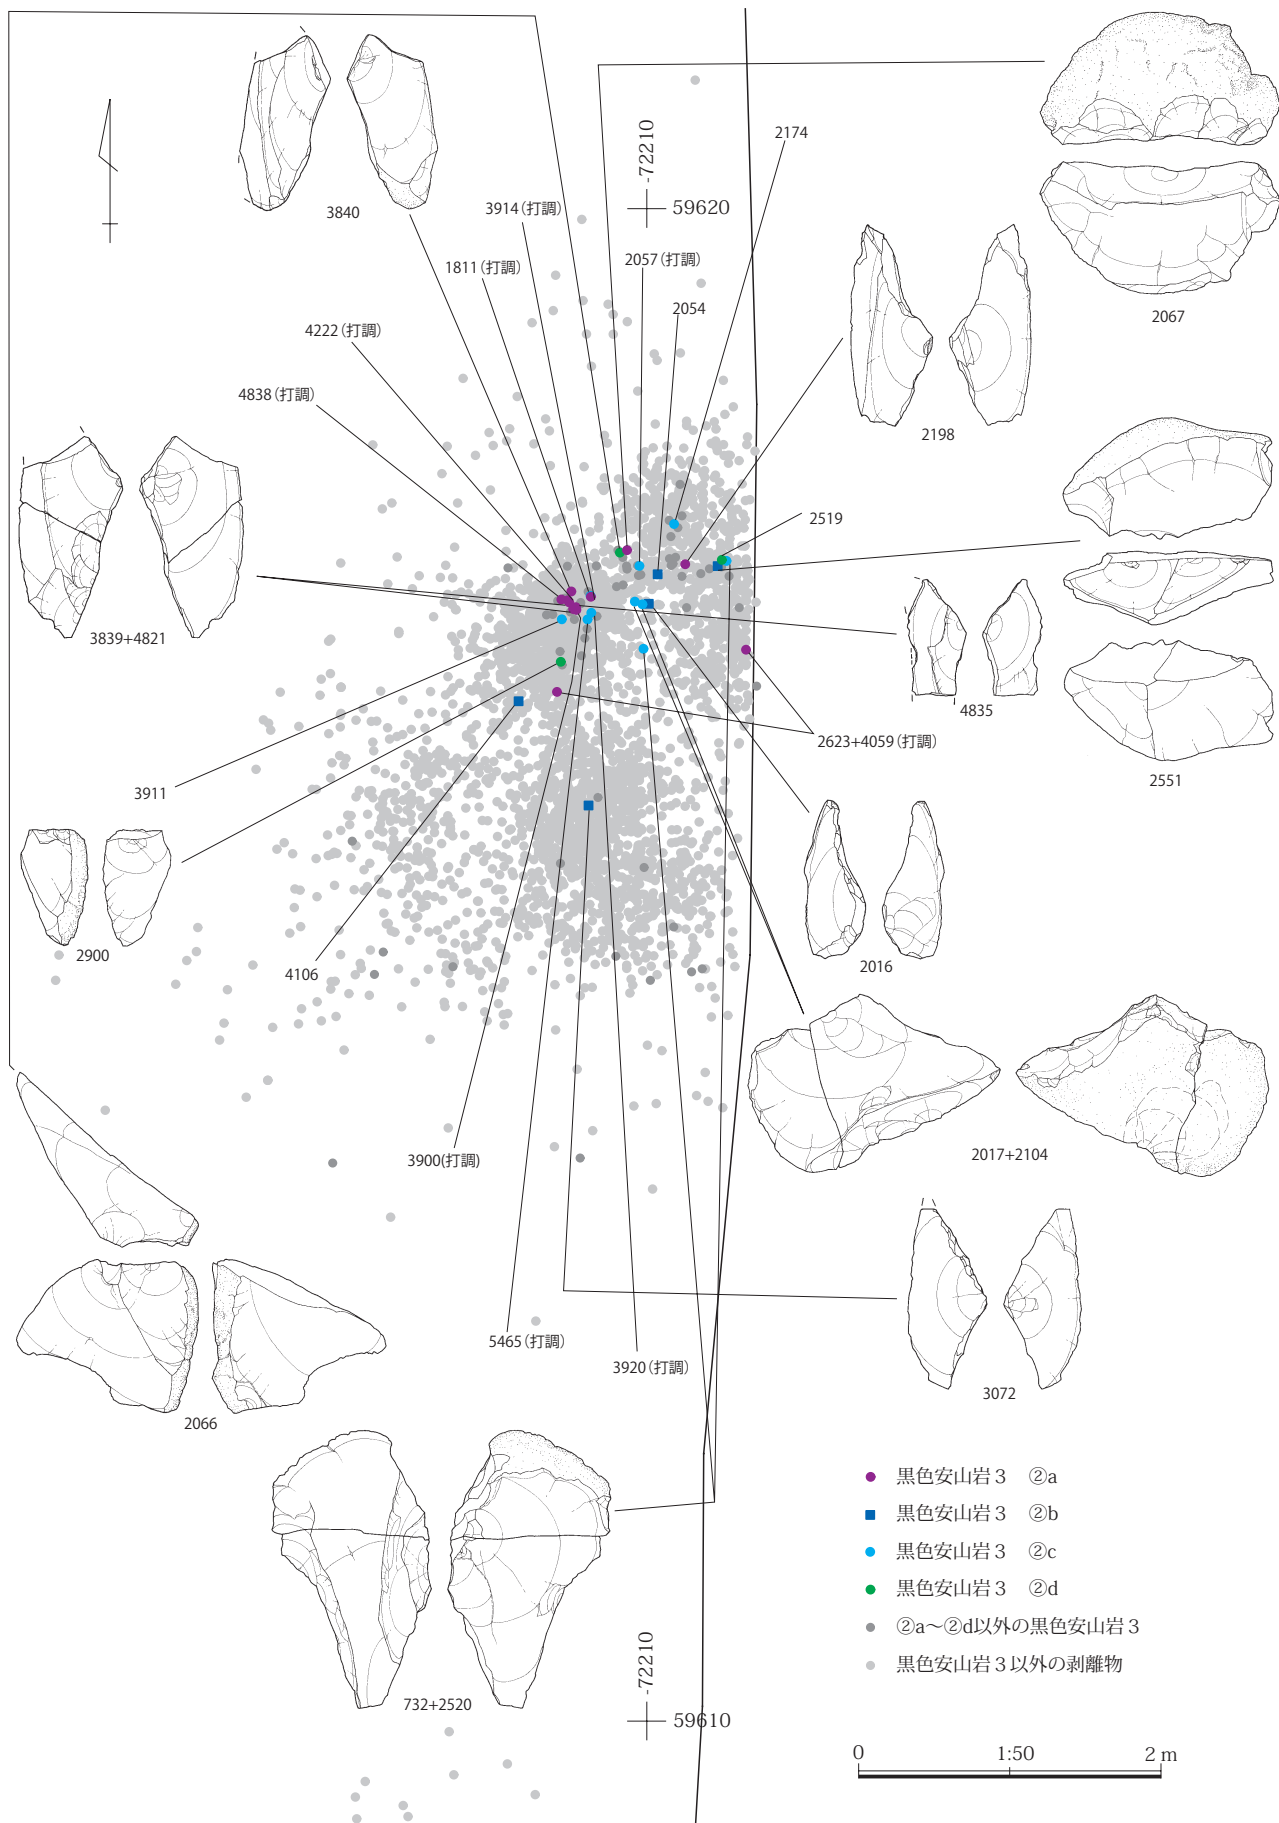 -72210
59620
2174
3840
3914(打調)
1811(打調)
2057(打調)
2054
2067
4222(打調)
4838(打調)
2198
2519
3839+4821
4835
2623+4059(打調)
2551
3911
2900
4106
2016
3900(打調)
2017+2104
5465(打調)
3920(打調)
2066
3072
黒色安山岩3 ②a
黒色安山岩3 ②b
黒色安山岩3 ②c
黒色安山岩3 ②d
②a〜②d以外の黒色安山岩3
黒色安山岩3以外の剥離物
732+2520
-72210
59610
0 1:50 2 m